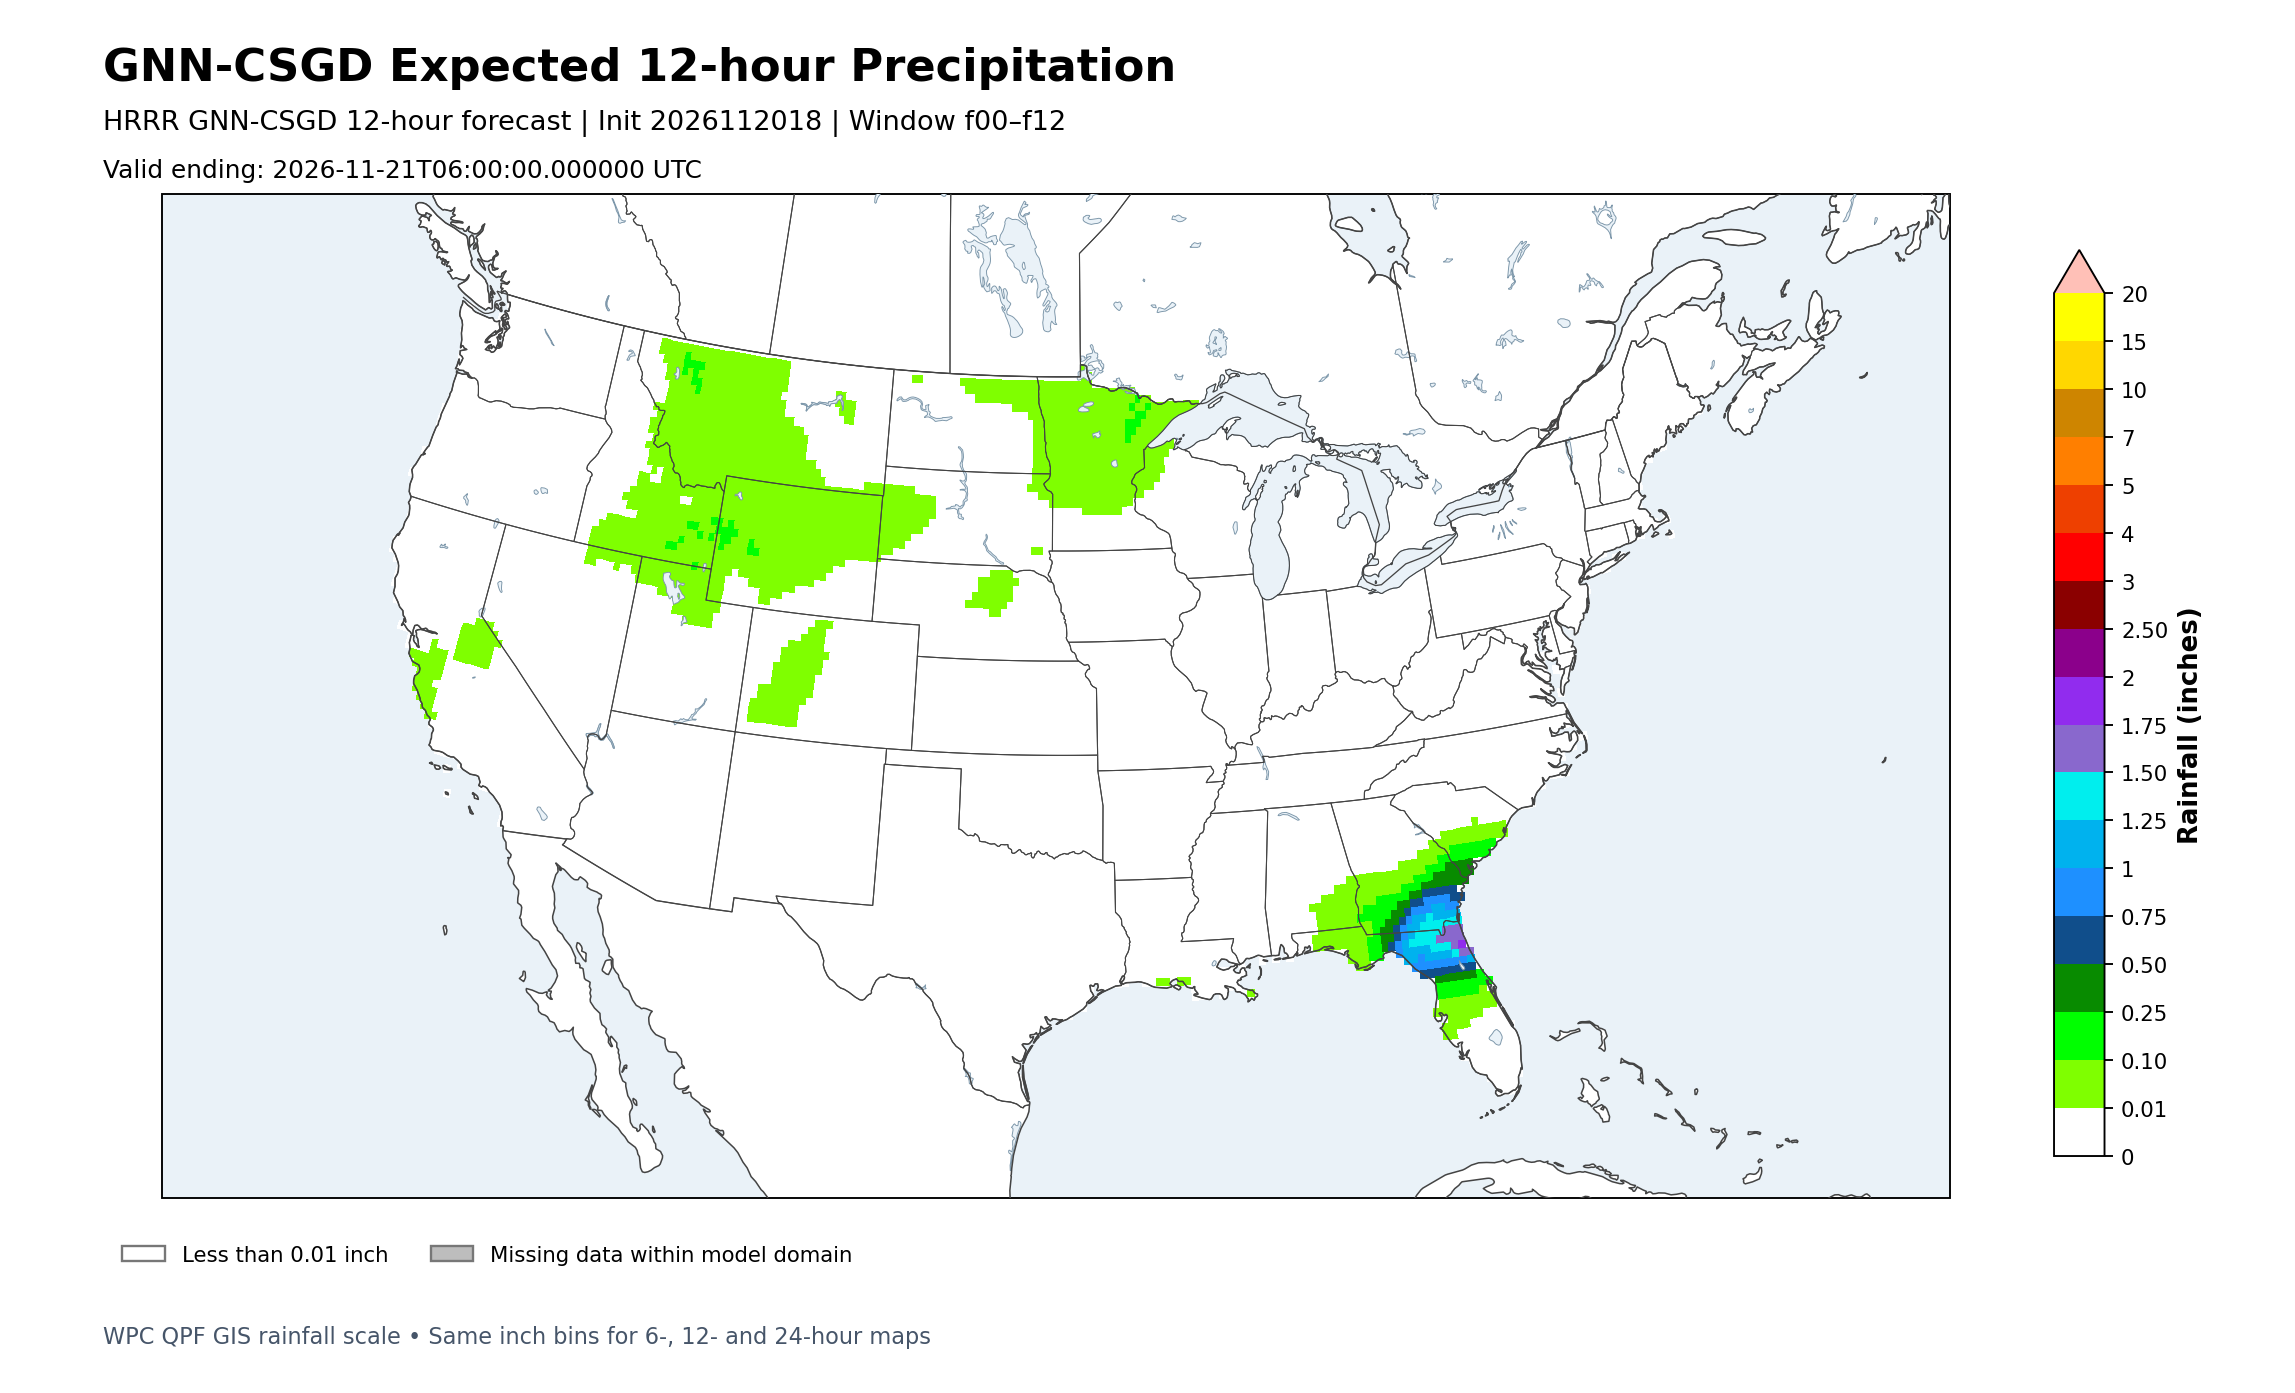 GNN-CSGD Expected 12-hour Precipitation
HRRR GNN-CSGD 12-hour forecast | Init 2026112018 | Window f00–f12
Valid ending: 2026-11-21T06:00:00.000000 UTC
20
15
10
7
5
4
3
2.50
2
1.75
1.50
1.25
1
0.75
0.50
0.25
0.10
0.01
0
Rainfall (inches)
Less than 0.01 inch
Missing data within model domain
WPC QPF GIS rainfall scale • Same inch bins for 6-, 12- and 24-hour maps